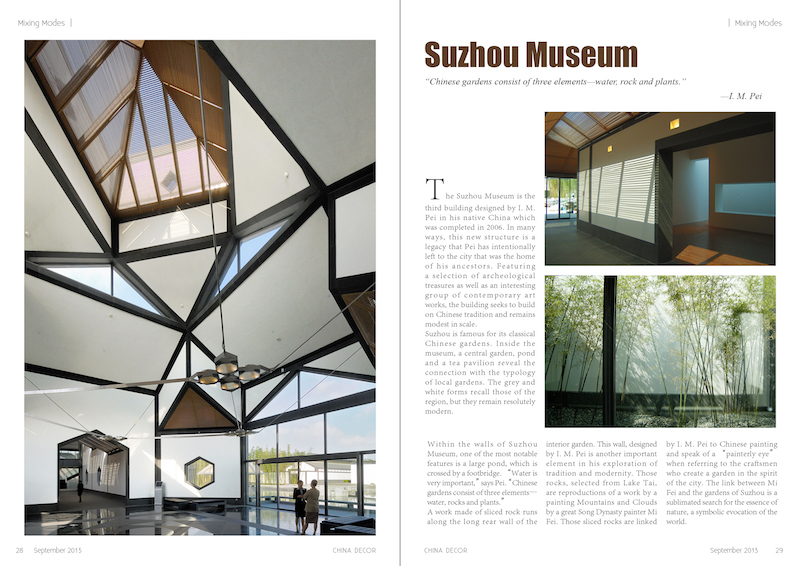 Mixing Modes |
28 September 2015
CHINA DECOR
| Mixing Modes
Suzhou Museum
“Chinese gardens consist of three elements—water, rock and plants.”
—I. M. Pei
The Suzhou Museum is the
third building designed by I. M.
Pei in his native China which
was completed in 2006. In many
ways, this new structure is a
legacy that Pei has intentionally
left to the city that was the home
of his ancestors. Featuring
a selection of archeological
treasures as well as an interesting
group of contemporary art
works, the building seeks to build
on Chinese tradition and remains
modest in scale.
Suzhou is famous for its classical
Chinese gardens. Inside the
museum, a central garden, pond
and a tea pavilion reveal the
connection with the typology
of local gardens. The grey and
white forms recall those of the
region, but they remain resolutely
modern.
Within the walls of Suzhou
Museum, one of the most notable
features is a large pond, which is
crossed by a footbridge. “Water is
very important,” says Pei. “Chinese
gardens consist of three elements—
water, rocks and plants.”
A work made of sliced rock runs
along the long rear wall of the
interior garden. This wall, designed
by I. M. Pei is another important
element in his exploration of
tradition and modernity. Those
rocks, selected from Lake Tai,
are reproductions of a work by a
painting Mountains and Clouds
by a great Song Dynasty painter Mi
Fei. Those sliced rocks are linked
by I. M. Pei to Chinese painting
and speak of a “painterly eye”
when referring to the craftsmen
who create a garden in the spirit
of the city. The link between Mi
Fei and the gardens of Suzhou is a
sublimated search for the essence of
nature, a symbolic evocation of the
world.
CHINA DECOR
September 2015 29